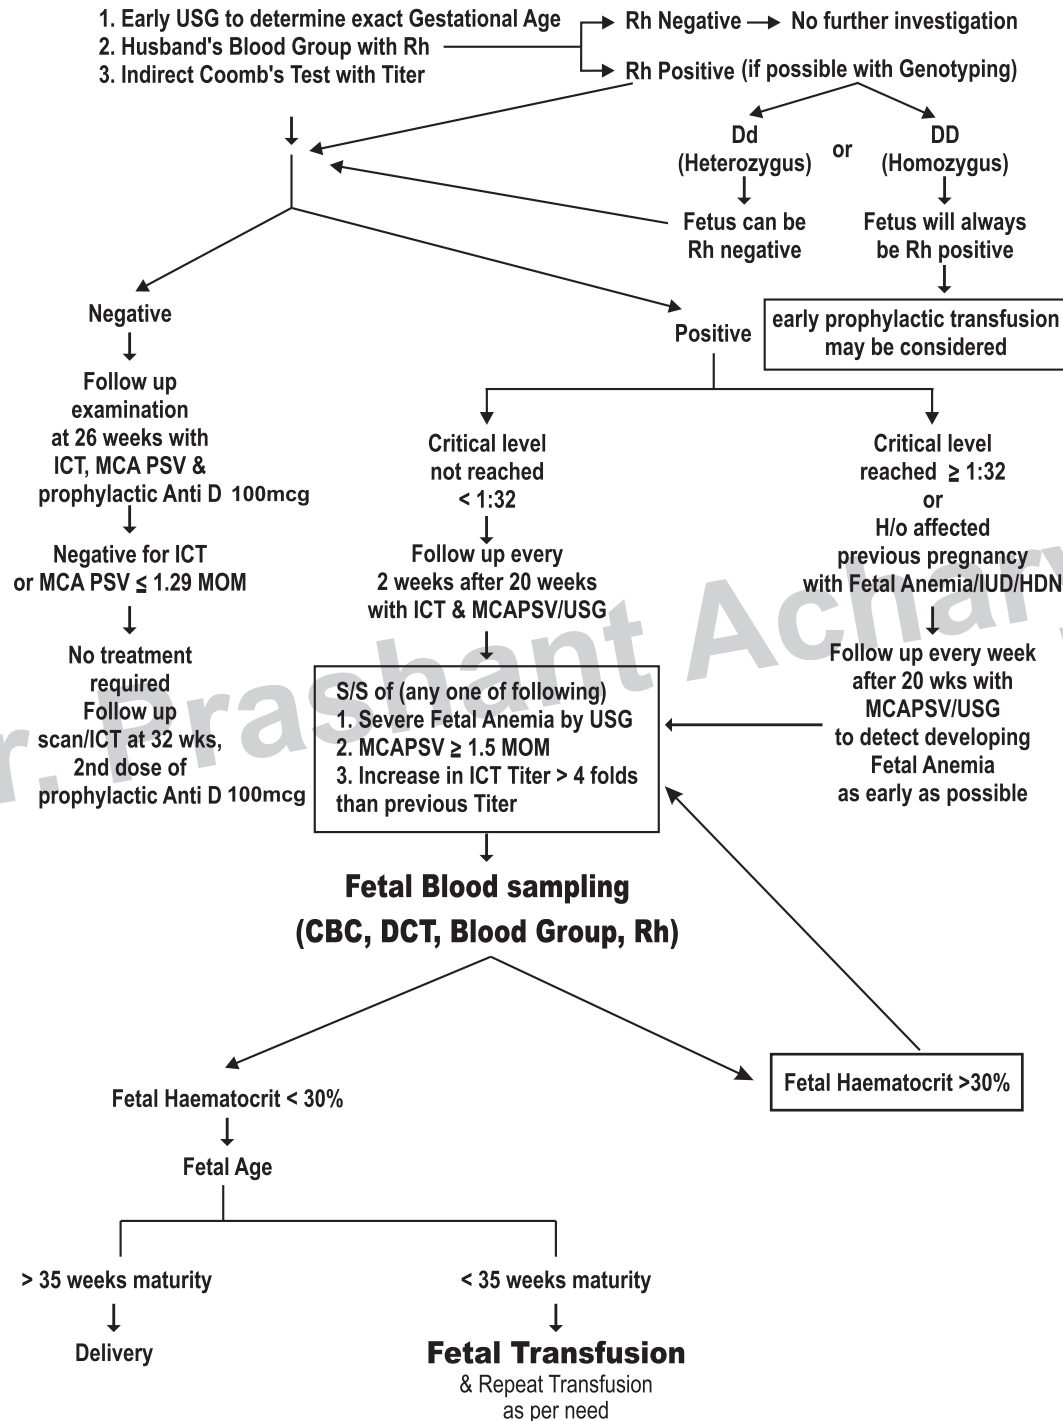 1. Early USG to determine exact Gestational Age
2. Husband's Blood Group with Rh
3. Indirect Coomb's Test with Titer
Rh Negative
No further investigation
Rh Positive (if possible with Genotyping)
Dd
(Heterozygus)
or
DD
(Homozygus)
Fetus can be
Rh negative
Fetus will always
be Rh positive
early prophylactic transfusion
may be considered
Negative
Positive
Follow up
examination
at 26 weeks with
ICT, MCA PSV &
prophylactic Anti D 100mcg
Negative for ICT
or MCA PSV ≤ 1.29 MOM
No treatment
required
Follow up
scan/ICT at 32 wks,
2nd dose of
prophylactic Anti D 100mcg
Critical level
not reached
< 1:32
Follow up every
2 weeks after 20 weeks
with ICT & MCAPSV/USG
Critical level
reached ≥ 1:32
or
H/o affected
previous pregnancy
with Fetal Anemia/IUD/HDN
Follow up every week
after 20 wks with
MCAPSV/USG
to detect developing
Fetal Anemia
as early as possible
S/S of (any one of following)
1. Severe Fetal Anemia by USG
2. MCAPSV ≥ 1.5 MOM
3. Increase in ICT Titer > 4 folds
than previous Titer
Fetal Blood sampling
(CBC, DCT, Blood Group, Rh)
Fetal Haematocrit < 30%
Fetal Haematocrit >30%
Fetal Age
> 35 weeks maturity
< 35 weeks maturity
Delivery
Fetal Transfusion
& Repeat Transfusion
as per need
r. Prashant Achary